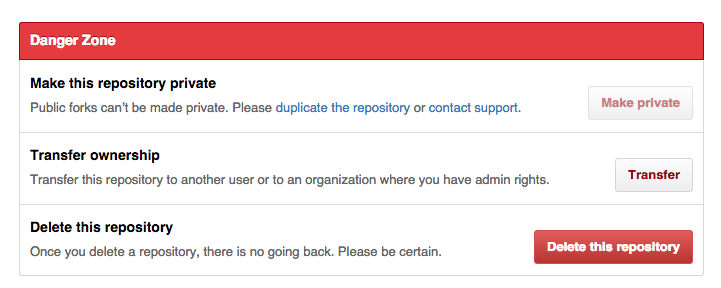 Danger Zone
Make this repository private
Public forks can't be made private. Please duplicate the repository or contact support.
Make private
Transfer ownership
Transfer this repository to another user or to an organization where you have admin rights.
Transfer
Delete this repository
Once you delete a repository, there is no going back. Please be certain.
Delete this repository